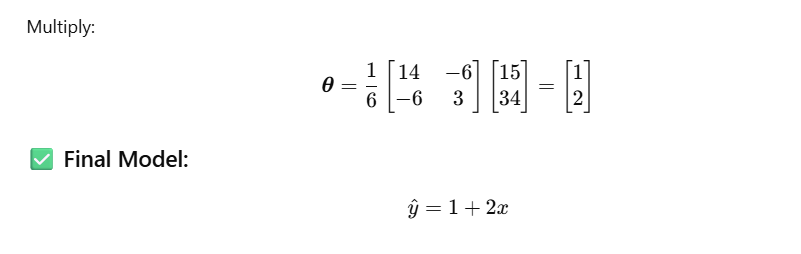 Multiply:
θ = 1/6 [14 −6; −6 3] [15; 34] = [1; 2]
✅ Final Model:
ŷ = 1 + 2x